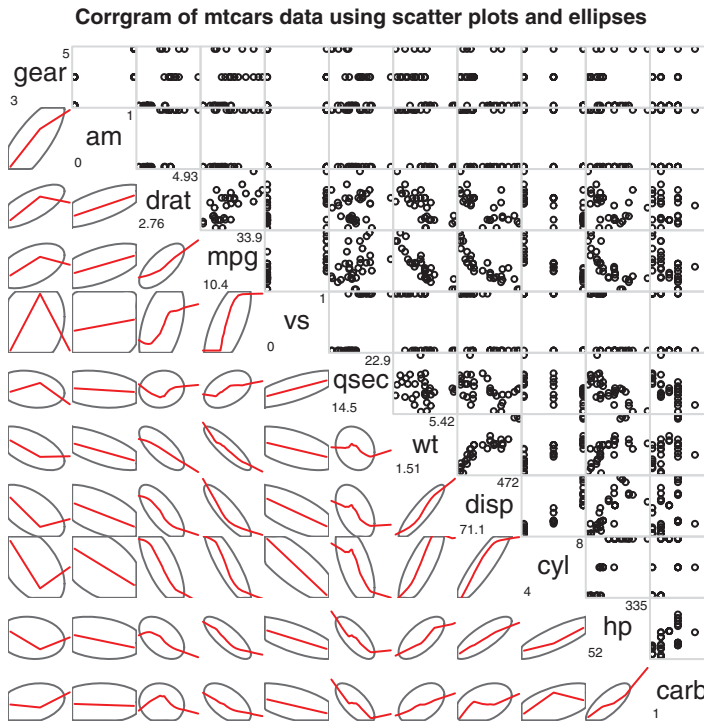 Corrgram of mtcars data using scatter plots and ellipses
5
gear
3
1
am
0
4.93
drat
2.76
33.9
mpg
10.4
1
vs
0
22.9
qsec
14.5
5.42
wt
1.51
472
disp
71.1
8
cyl
4
335
hp
52
carb
1